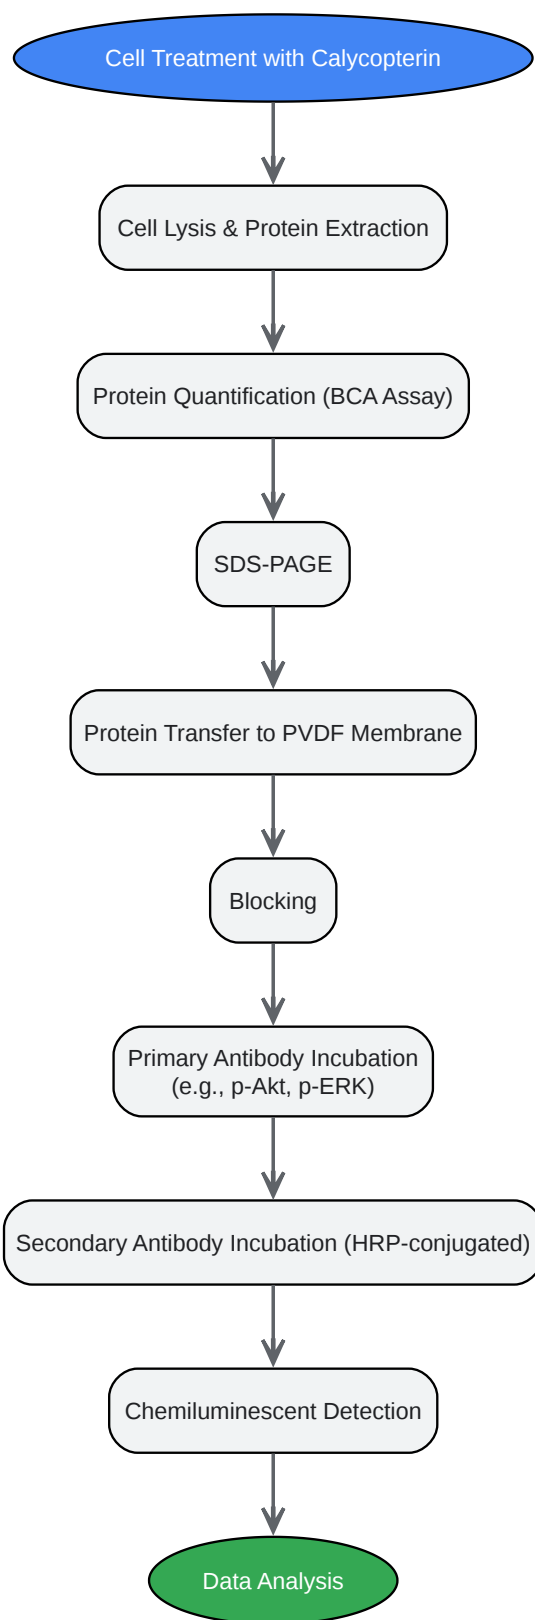 Cell Treatment with Calycopterin
Cell Lysis & Protein Extraction
Protein Quantification (BCA Assay)
SDS-PAGE
Protein Transfer to PVDF Membrane
Blocking
Primary Antibody Incubation
(e.g., p-Akt, p-ERK)
Secondary Antibody Incubation (HRP-conjugated)
Chemiluminescent Detection
Data Analysis